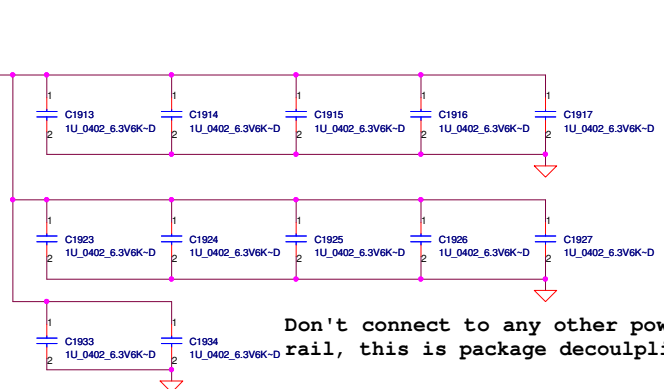 1 1 1 1 1
C1913 C1914 C1915 C1916 C1917
1U_0402_6.3V6K~D 1U_0402_6.3V6K~D 1U_0402_6.3V6K~D 1U_0402_6.3V6K~D 1U_0402_6.3V6K~D
2 2 2 2 2
1 1 1 1 1
C1923 C1924 C1925 C1926 C1927
1U_0402_6.3V6K~D 1U_0402_6.3V6K~D 1U_0402_6.3V6K~D 1U_0402_6.3V6K~D 1U_0402_6.3V6K~D
2 2 2 2 2
1 1
C1933 C1934
1U_0402_6.3V6K~D 1U_0402_6.3V6K~D
2 2
Don't connect to any other pow
rail, this is package decoulpli